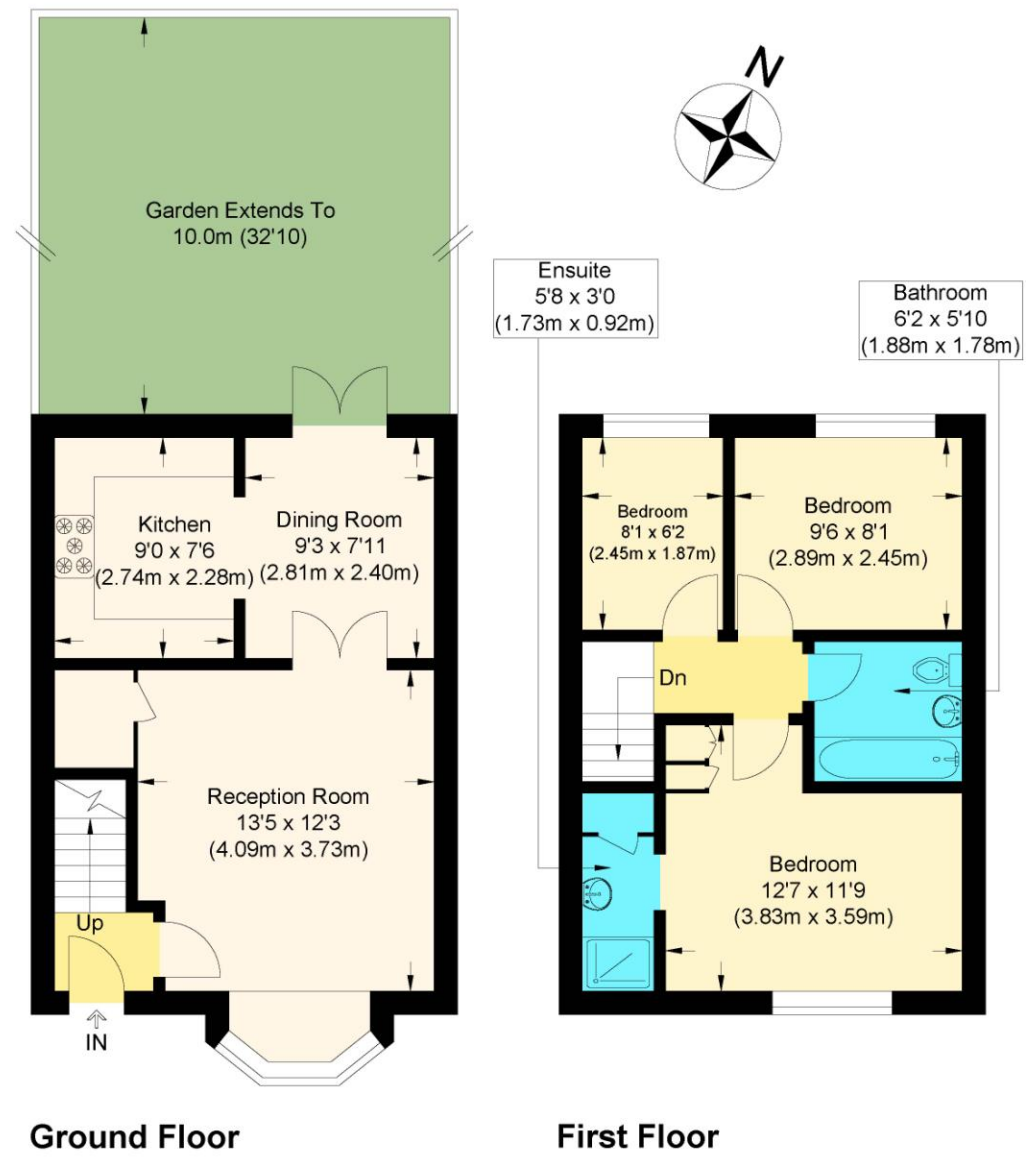 N
Garden Extends To
10.0m (32'10)
Ensuite
5'8 x 3'0
(1.73m x 0.92m)
Bathroom
6'2 x 5'10
(1.88m x 1.78m)
Kitchen
9'0 x 7'6
(2.74m x 2.28m)
Dining Room
9'3 x 7'11
(2.81m x 2.40m)
Bedroom
8'1 x 6'2
(2.45m x 1.87m)
Bedroom
9'6 x 8'1
(2.89m x 2.45m)
Dn
Reception Room
13'5 x 12'3
(4.09m x 3.73m)
Bedroom
12'7 x 11'9
(3.83m x 3.59m)
Up
IN
Ground Floor
First Floor